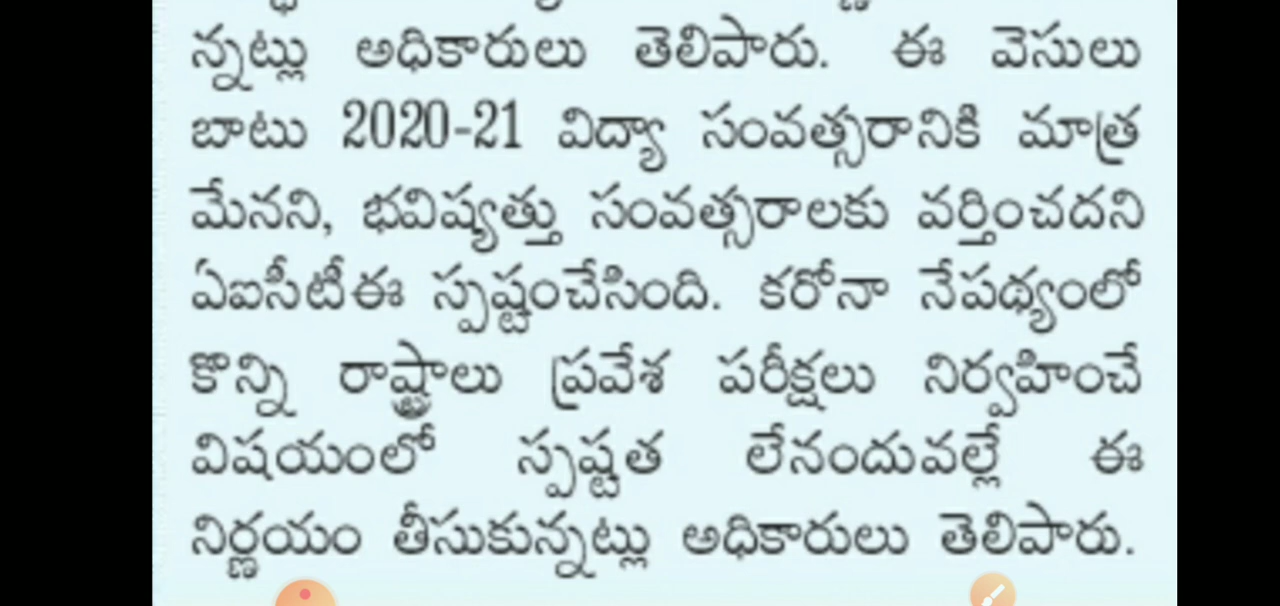 న్నట్లు అధికారులు తెలిపారు. ఈ వెసులు
బాటు 2020-21 విద్యా సంవత్సరానికి మాత్ర
మేనని, భవిష్యత్తు సంవత్సరాలకు వర్తించదని
ఏఐసీటీఈ స్పష్టంచేసింది. కరోనా నేపథ్యంలో
కొన్ని రాష్ట్రాలు ప్రవేశ పరీక్షలు నిర్వహించే
విషయంలో స్పష్టత లేనందువల్లే ఈ
నిర్ణయం తీసుకున్నట్లు అధికారులు తెలిపారు.